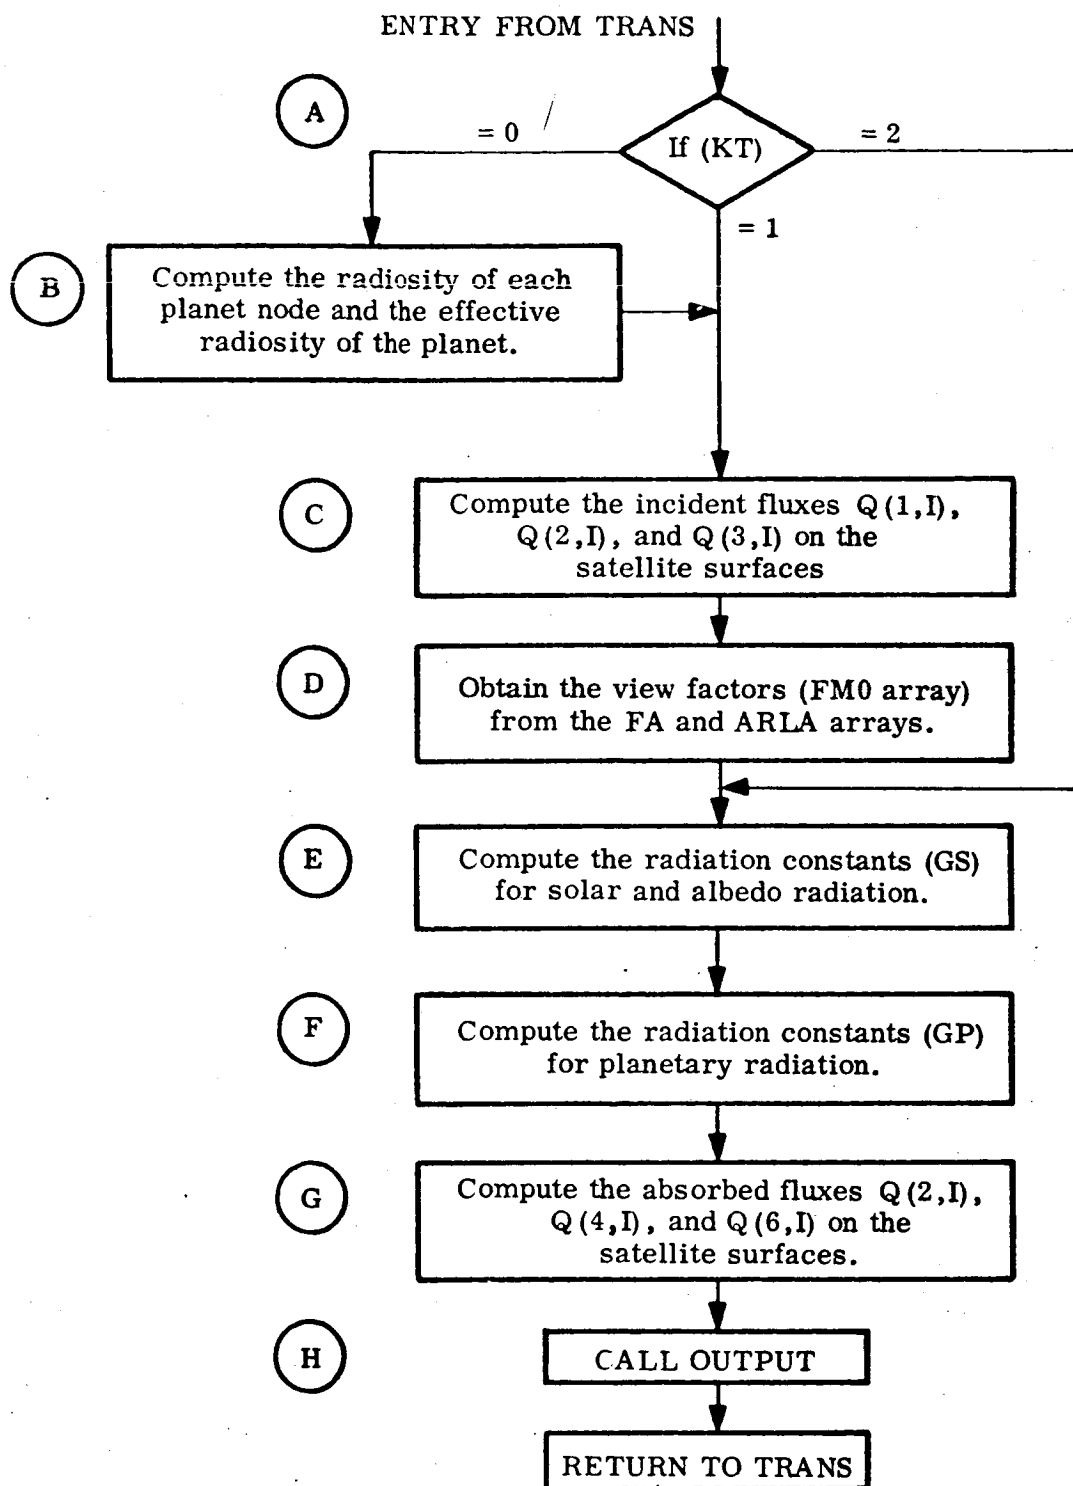 ENTRY FROM TRANS
A
= 0
If (KT)
= 2
= 1
B
Compute the radiosity of each
planet node and the effective
radiosity of the planet.
C
Compute the incident fluxes Q(1,I),
Q(2,I), and Q(3,I) on the
satellite surfaces
D
Obtain the view factors (FM0 array)
from the FA and ARLA arrays.
E
Compute the radiation constants (GS)
for solar and albedo radiation.
F
Compute the radiation constants (GP)
for planetary radiation.
G
Compute the absorbed fluxes Q(2,I),
Q(4,I), and Q(6,I) on the
satellite surfaces.
H
CALL OUTPUT
RETURN TO TRANS